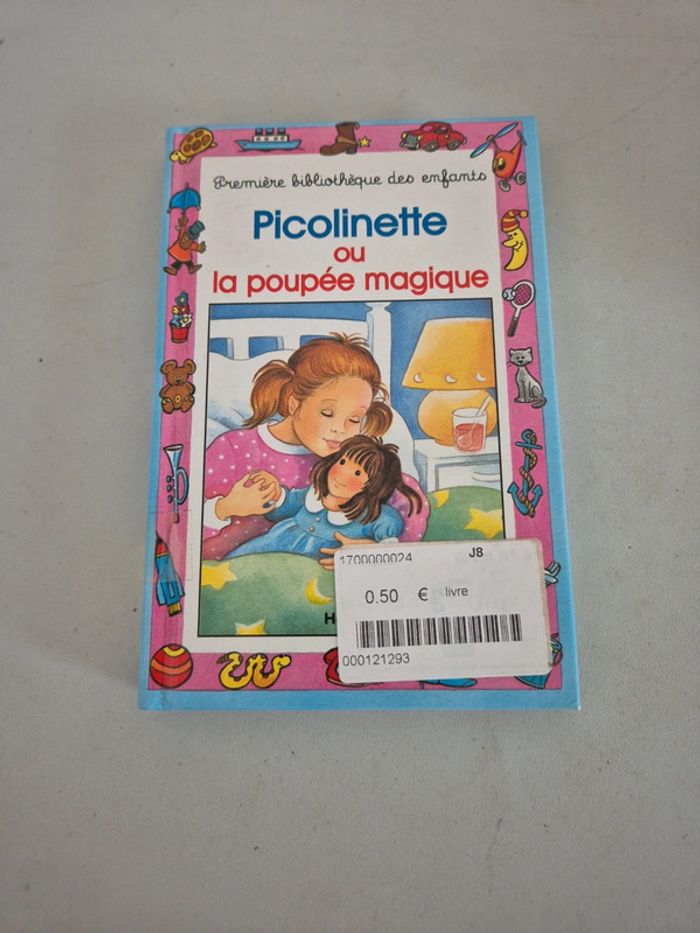 Première bibliothèque des enfants
Picolinette
ou
la poupée magique
H
1700000024 J8
0.50 € livre
000121293